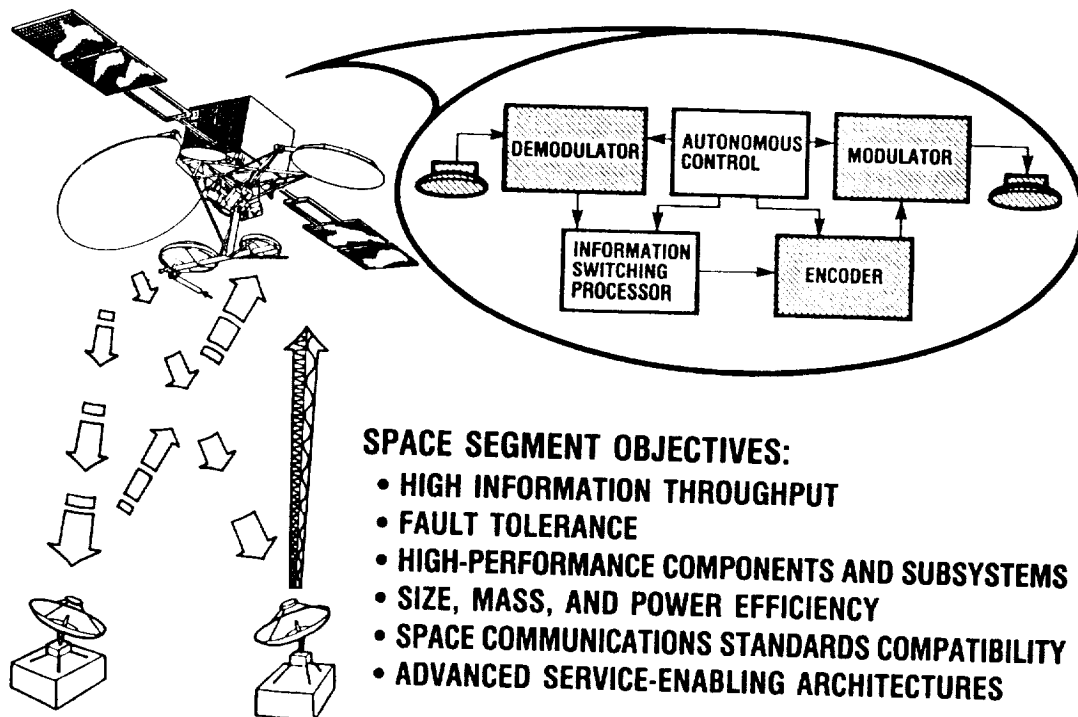 DEMODULATOR
AUTONOMOUS
CONTROL
MODULATOR
INFORMATION
SWITCHING
PROCESSOR
ENCODER
SPACE SEGMENT OBJECTIVES:
• HIGH INFORMATION THROUGHPUT
• FAULT TOLERANCE
• HIGH-PERFORMANCE COMPONENTS AND SUBSYSTEMS
• SIZE, MASS, AND POWER EFFICIENCY
• SPACE COMMUNICATIONS STANDARDS COMPATIBILITY
• ADVANCED SERVICE-ENABLING ARCHITECTURES